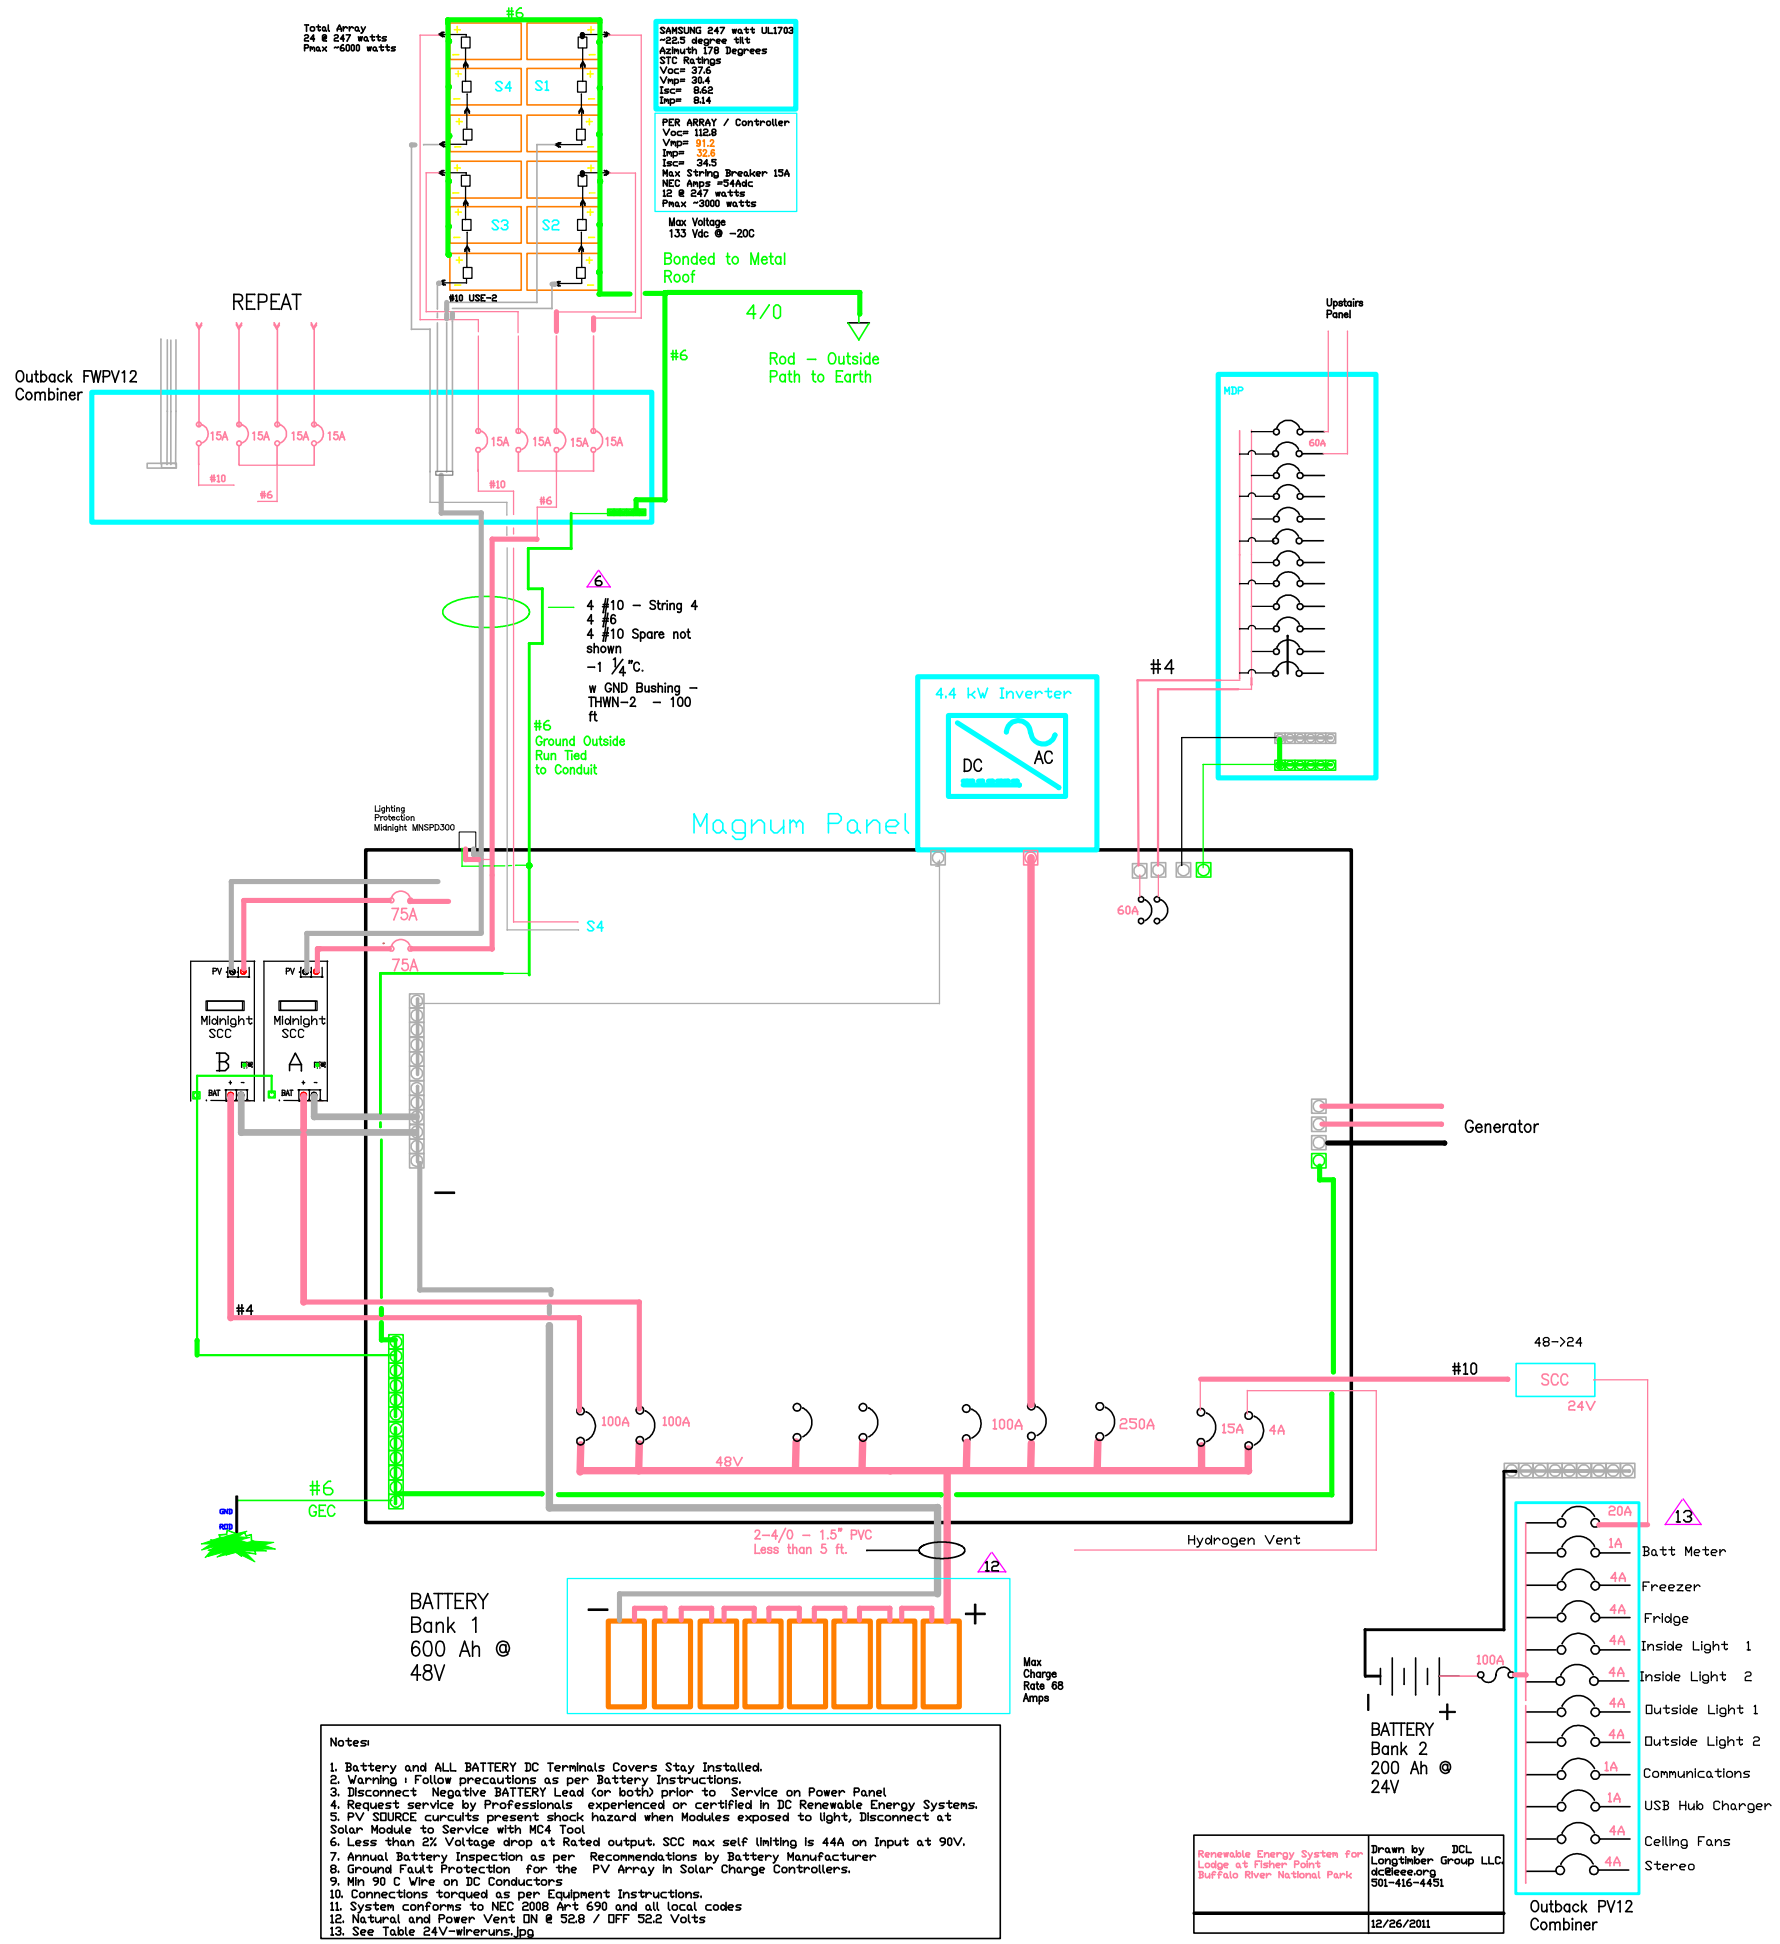 Total Array
24 @ 247 watts
Pmax ~6000 watts
#6
S4
S1
S3
S2
#10 USE-2
SAMSUNG 247 watt UL1703
~22.5 degree tilt
Azimuth 178 Degrees
STC Ratings
Voc= 37.6
Vmp= 30.4
Isc= 8.62
Imp= 8.14
PER ARRAY / Controller
Voc= 112.8
Vmp= 91.2
Imp= 32.6
Isc= 34.5
Max String Breaker 15A
NEC Amps =54Adc
12 @ 247 watts
Pmax ~3000 watts
Max Voltage
133 Vdc @ -20C
Bonded to Metal
Roof
4/0
#6
Rod - Outside
Path to Earth
REPEAT
Outback FWPV12
Combiner
15A
15A
15A
15A
#10
#6
15A
15A
15A
15A
#10
#6
Upstairs
Panel
MDP
60A
#4
6
4 #10 - String 4
4 #6
4 #10 Spare not
shown
-1 1/4"C.
w GND Bushing -
THWN-2 - 100
ft
#6
Ground Outside
Run Tied
to Conduit
4.4 kW Inverter
DC
AC
Magnum Panel
Lighting
Protection
Midnight MNSPD300
75A
75A
S4
60A
PV
Midnight
SCC
B
+ -
BAT
PV
Midnight
SCC
A
+ -
BAT
-
Generator
#4
100A
100A
100A
250A
15A
4A
48V
#10
48->24
SCC
24V
#6
GEC
GND
ROD
2-4/0 - 1.5" PVC
Less than 5 ft.
Hydrogen Vent
12
BATTERY
Bank 1
600 Ah @
48V
-
+
Max
Charge
Rate 68
Amps
13
20A
1A Batt Meter
4A Freezer
4A Fridge
4A Inside Light 1
4A Inside Light 2
4A Outside Light 1
4A Outside Light 2
1A Communications
1A USB Hub Charger
4A Ceiling Fans
4A Stereo
100A
-
+
BATTERY
Bank 2
200 Ah @
24V
Outback PV12
Combiner
Notes:
1. Battery and ALL BATTERY DC Terminals Covers Stay Installed.
2. Warning : Follow precautions as per Battery Instructions.
3. Disconnect Negative BATTERY Lead (or both) prior to Service on Power Panel
4. Request service by Professionals experienced or certified in DC Renewable Energy Systems.
5. PV SOURCE curcuits present shock hazard when Modules exposed to light, Disconnect at
Solar Module to Service with MC4 Tool
6. Less than 2% Voltage drop at Rated output. SCC max self limiting is 44A on Input at 90V.
7. Annual Battery Inspection as per Recommendations by Battery Manufacturer
8. Ground Fault Protection for the PV Array in Solar Charge Controllers.
9. Min 90 C Wire on DC Conductors
10. Connections torqued as per Equipment Instructions.
11. System conforms to NEC 2008 Art 690 and all local codes
12. Natural and Power Vent ON @ 52.8 / OFF 52.2 Volts
13. See Table 24V-wireruns.jpg
Renewable Energy System for
Lodge at Fisher Point
Buffalo River National Park
Drawn by DCL
Longtimber Group LLC.
dc@ieee.org
501-416-4451
12/26/2011